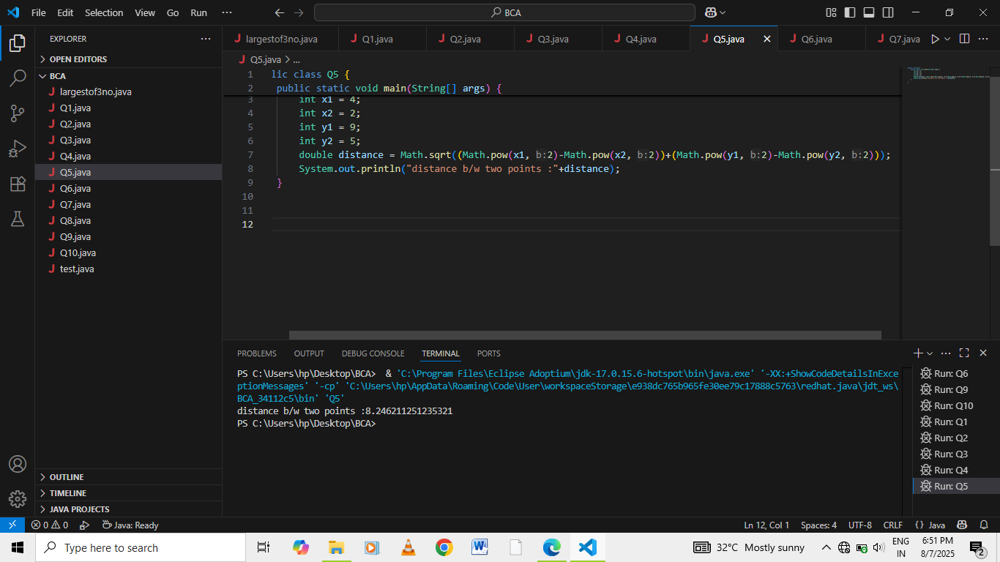 File Edit Selection View Go Run ··· BCA
EXPLORER ···
OPEN EDITORS
BCA
largestof3no.java
Q1.java
Q2.java
Q3.java
Q4.java
Q5.java
Q6.java
Q7.java
Q8.java
Q9.java
Q10.java
test.java
OUTLINE
TIMELINE
JAVA PROJECTS
largestof3no.java Q1.java Q2.java Q3.java Q4.java Q5.java Q6.java Q7.java
Q5.java > ...
1 lic class Q5 {
2 public static void main(String[] args) {
3 int x1 = 4;
4 int x2 = 2;
5 int y1 = 9;
6 int y2 = 5;
7 double distance = Math.sqrt((Math.pow(x1, b:2)-Math.pow(x2, b:2))+(Math.pow(y1, b:2)-Math.pow(y2, b:2)));
8 System.out.println("distance b/w two points :"+distance);
9 }
10
11
12
PROBLEMS OUTPUT DEBUG CONSOLE TERMINAL PORTS
PS C:\Users\hp\Desktop\BCA> & 'C:\Program Files\Eclipse Adoptium\jdk-17.0.15.6-hotspot\bin\java.exe' '-XX:+ShowCodeDetailsInExce
ptionMessages' '-cp' 'C:\Users\hp\AppData\Roaming\Code\User\workspaceStorage\e938dc765b965fe30ee79c17888c5763\redhat.java\jdt_ws\
BCA_34112c5\bin' 'Q5'
distance b/w two points :8.246211251235321
PS C:\Users\hp\Desktop\BCA>
Run: Q6
Run: Q9
Run: Q10
Run: Q1
Run: Q2
Run: Q3
Run: Q4
Run: Q5
0 0 Java: Ready Ln 12, Col 1 Spaces: 4 UTF-8 CRLF {} Java
Type here to search 32°C Mostly sunny ENG IN 6:51 PM 8/7/2025 2